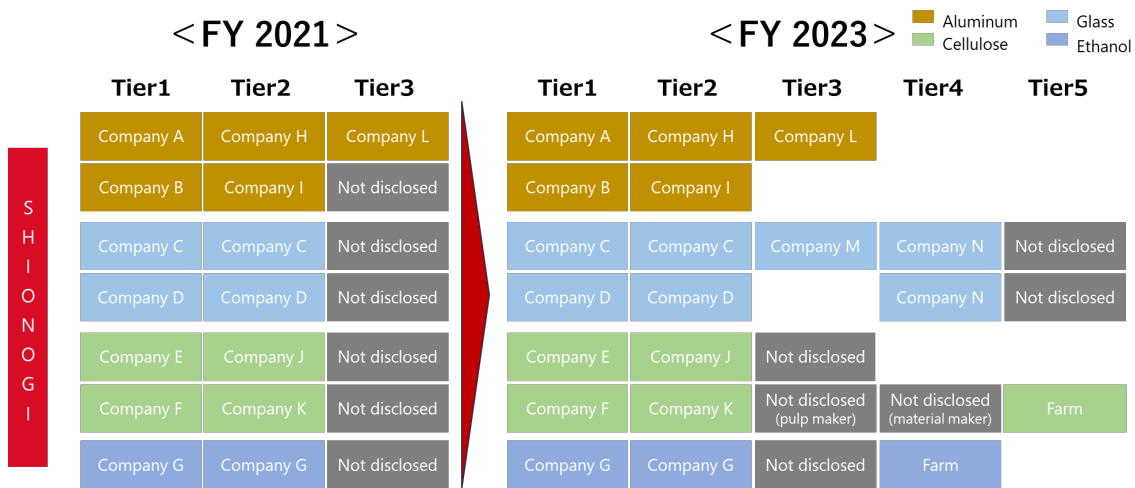 ＜FY 2021＞
＜FY 2023＞
Aluminum
Glass
Cellulose
Ethanol
Tier1 Tier2 Tier3
Tier1 Tier2 Tier3 Tier4 Tier5
SHIONOGI
Company A Company H Company L
Company B Company I Not disclosed
Company C Company C Not disclosed
Company D Company D Not disclosed
Company E Company J Not disclosed
Company F Company K Not disclosed
Company G Company G Not disclosed
Company A Company H Company L
Company B Company I
Company C Company C Company M Company N Not disclosed
Company D Company D Company N Not disclosed
Company E Company J Not disclosed
Company F Company K Not disclosed (pulp maker) Not disclosed (material maker) Farm
Company G Company G Not disclosed Farm